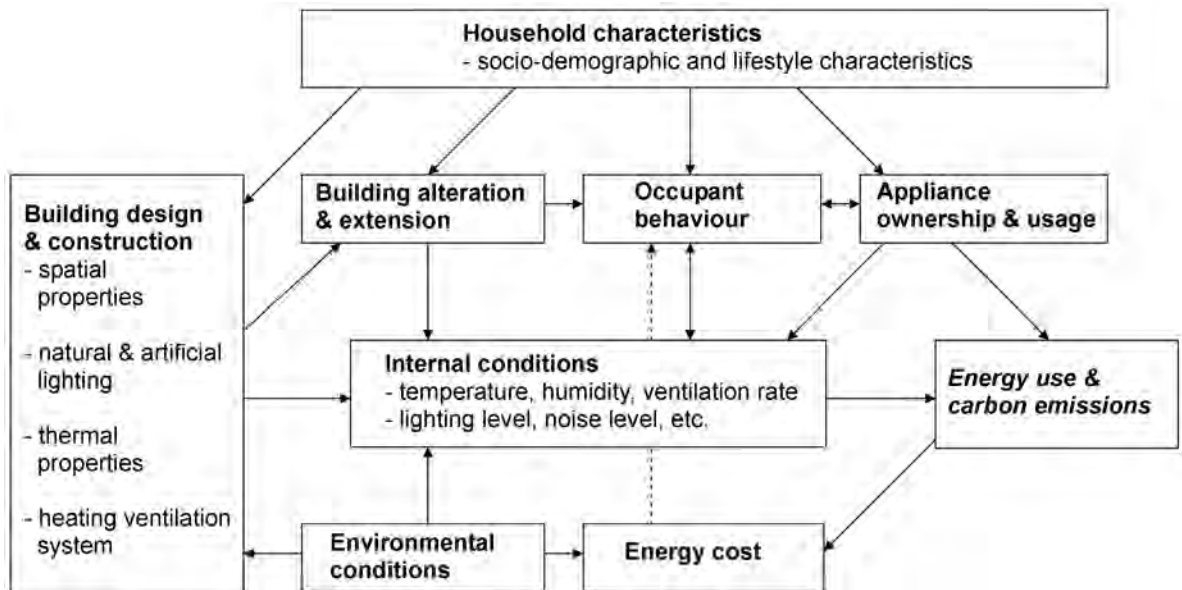 Household characteristics
- socio-demographic and lifestyle characteristics
Building design
& construction
- spatial
properties
- natural & artificial
lighting
- thermal
properties
- heating ventilation
system
Building alteration
& extension
Occupant
behaviour
Appliance
ownership & usage
Internal conditions
- temperature, humidity, ventilation rate
- lighting level, noise level, etc.
Energy use &
carbon emissions
Environmental
conditions
Energy cost